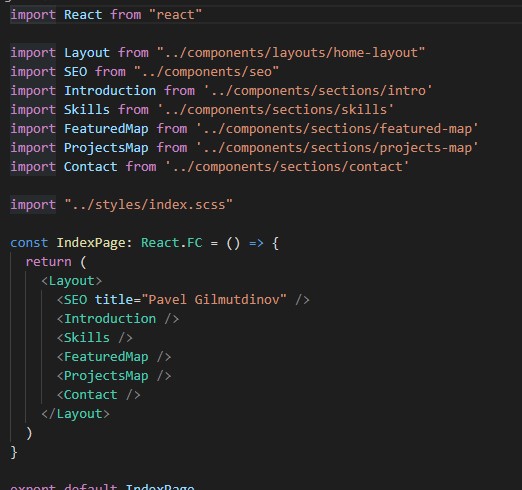 import React from "react"
import Layout from "../components/layouts/home-layout"
import SEO from "../components/seo"
import Introduction from '../components/sections/intro'
import Skills from '../components/sections/skills'
import FeaturedMap from '../components/sections/featured-map'
import ProjectsMap from '../components/sections/projects-map'
import Contact from '../components/sections/contact'
import "../styles/index.scss"
const IndexPage: React.FC = () => {
return (
<Layout>
<SEO title="Pavel Gilmutdinov" />
<Introduction />
<Skills />
<FeaturedMap />
<ProjectsMap />
<Contact />
</Layout>
)
}
export default IndexPage